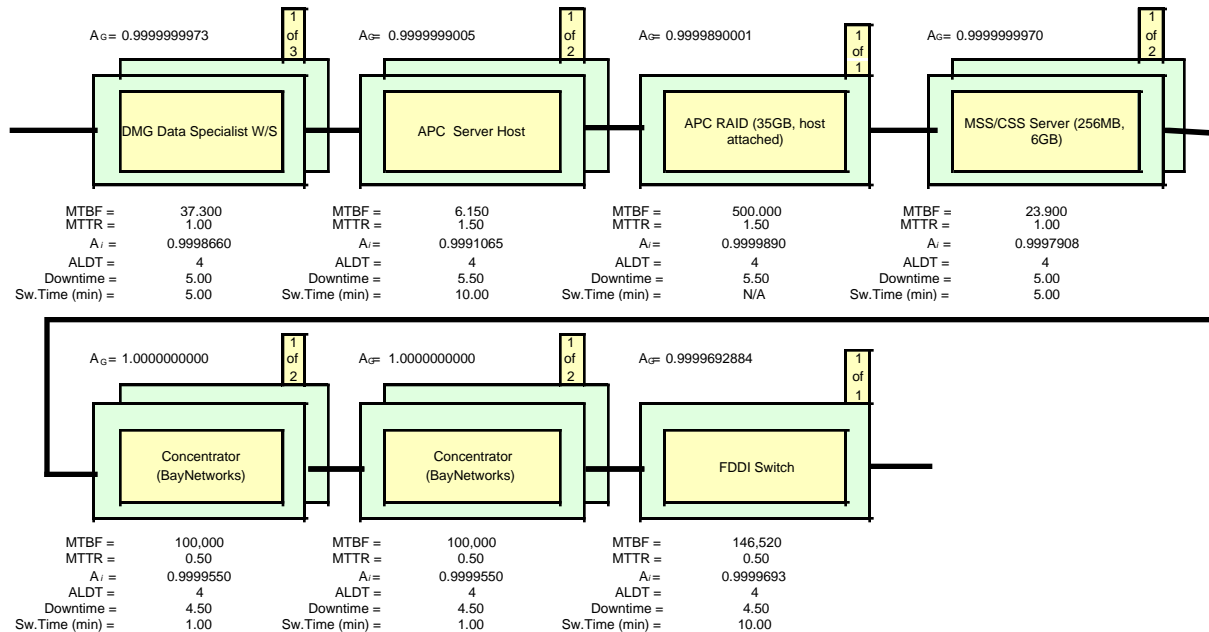 AG= 0.9999999973
1
of
3
AG= 0.9999999005
1
of
2
AG= 0.9999890001
1
of
1
AG= 0.9999999970
1
of
2
DMG Data Specialist W/S
APC Server Host
APC RAID (35GB, host
attached)
MSS/CSS Server (256MB,
6GB)
MTBF = 37.300 MTBF = 6.150 MTBF = 500.000 MTBF = 23.900
MTTR = 1.00 MTTR = 1.50 MTTR = 1.50 MTTR = 1.00
Ai = 0.9998660 Ai = 0.9991065 Ai= 0.9999890 Ai = 0.9997908
ALDT = 4 ALDT = 4 ALDT = 4 ALDT = 4
Downtime = 5.00 Downtime = 5.50 Downtime = 5.50 Downtime = 5.00
Sw.Time (min) = 5.00 Sw.Time (min) = 10.00 Sw.Time (min) = N/A Sw.Time (min) = 5.00
AG= 1.0000000000
1
of
2
AG= 1.0000000000
1
of
2
AG= 0.9999692884
1
of
1
Concentrator
(BayNetworks)
Concentrator
(BayNetworks)
FDDI Switch
MTBF = 100,000 MTBF = 100,000 MTBF = 146,520
MTTR = 0.50 MTTR = 0.50 MTTR = 0.50
Ai = 0.9999550 Ai = 0.9999550 Ai= 0.9999693
ALDT = 4 ALDT = 4 ALDT = 4
Downtime = 4.50 Downtime = 4.50 Downtime = 4.50
Sw.Time (min) = 1.00 Sw.Time (min) = 1.00 Sw.Time (min) = 10.00